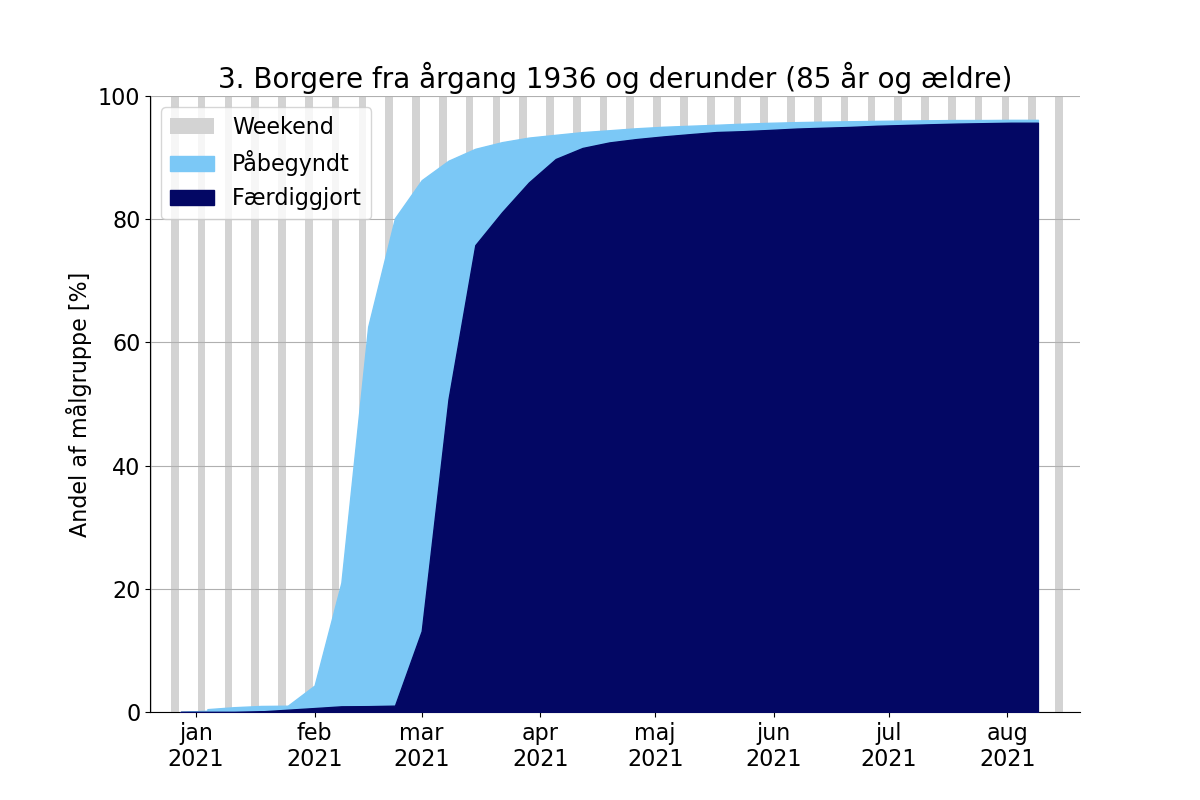 3. Borgere fra årgang 1936 og derunder (85 år og ældre)
100
80
60
40
20
0
Andel af målgruppe [%]
Weekend
Påbegyndt
Færdiggjort
jan
2021
feb
2021
mar
2021
apr
2021
maj
2021
jun
2021
jul
2021
aug
2021